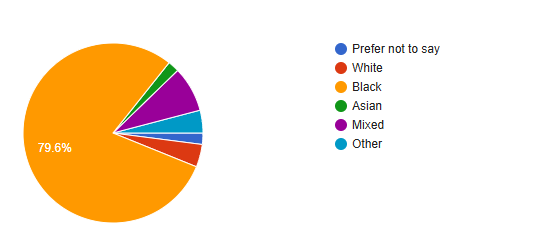 Prefer not to say
White
Black
Asian
Mixed
Other
79.6%